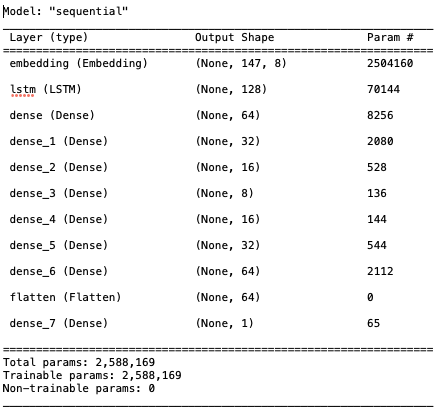 Model: "sequential"
Layer (type) Output Shape Param #
embedding (Embedding) (None, 147, 8) 2504160
lstm (LSTM) (None, 128) 70144
dense (Dense) (None, 64) 8256
dense_1 (Dense) (None, 32) 2080
dense_2 (Dense) (None, 16) 528
dense_3 (Dense) (None, 8) 136
dense_4 (Dense) (None, 16) 144
dense_5 (Dense) (None, 32) 544
dense_6 (Dense) (None, 64) 2112
flatten (Flatten) (None, 64) 0
dense_7 (Dense) (None, 1) 65
Total params: 2,588,169
Trainable params: 2,588,169
Non-trainable params: 0